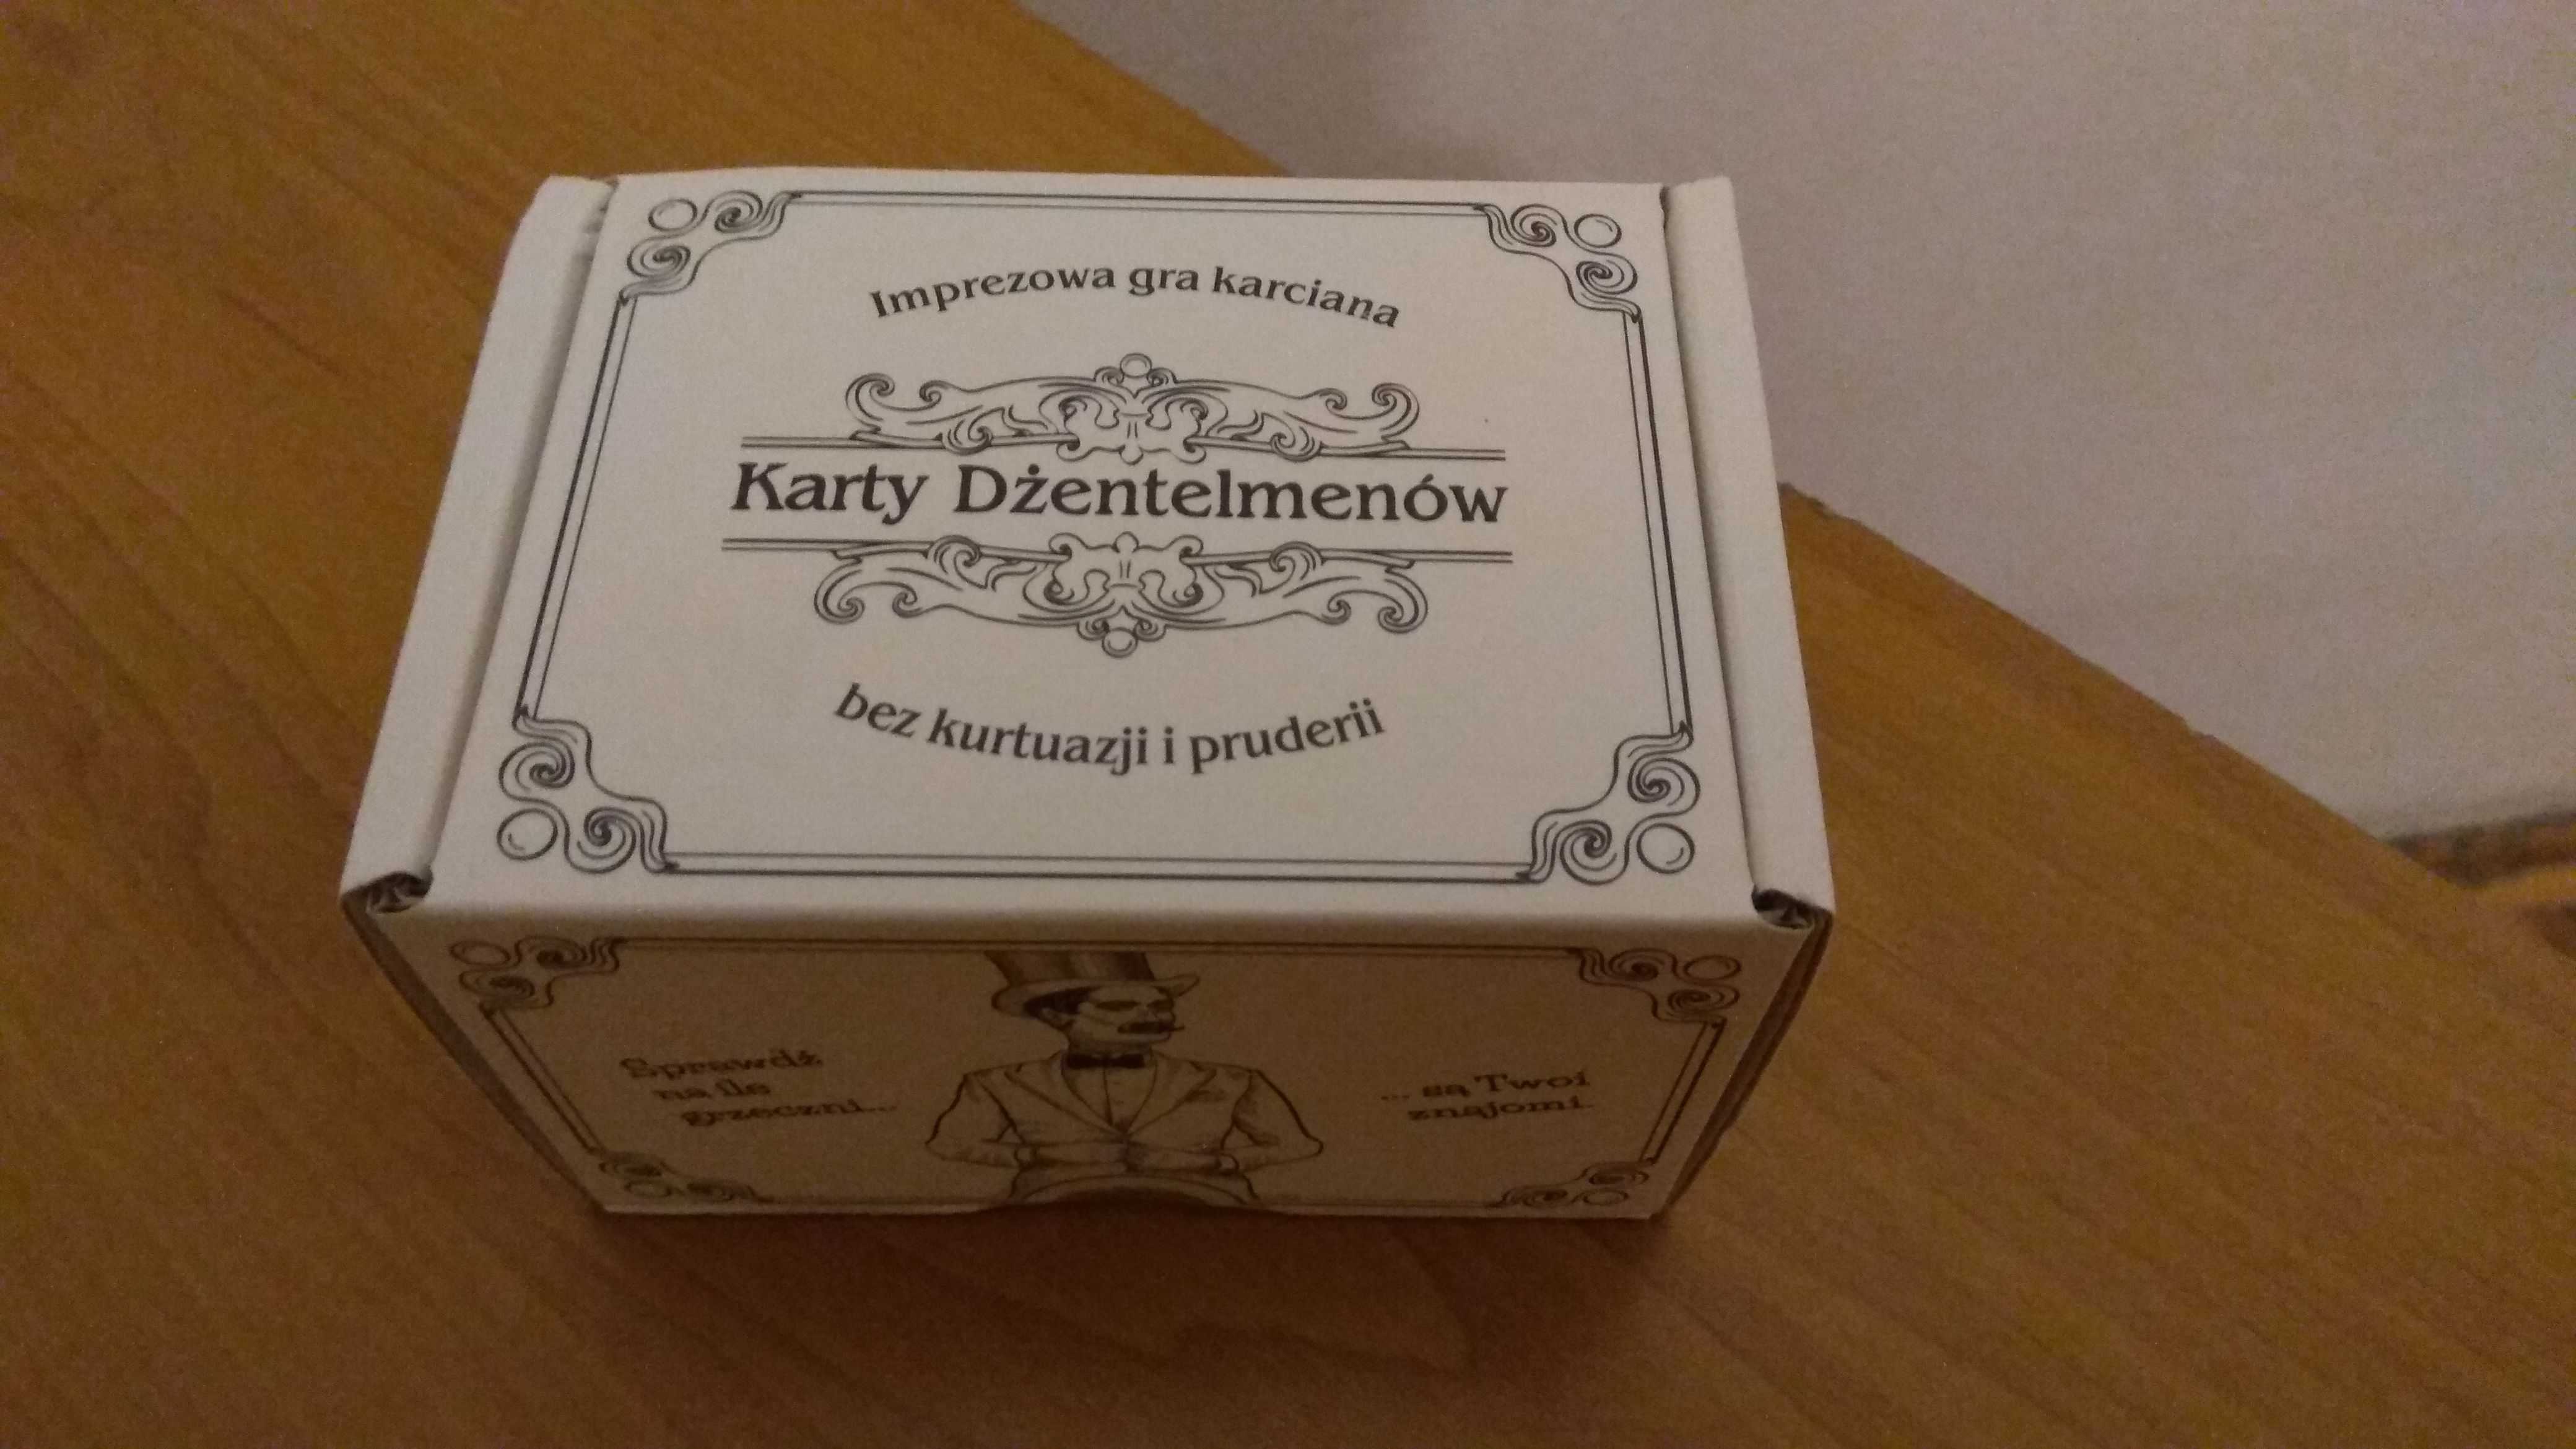 Imprezowa gra karciana
Karty Dżentelmenów
bez kurtuazji i pruderii
Sprawdź
na ile
grzeczni...
... są Twoi
znajomi